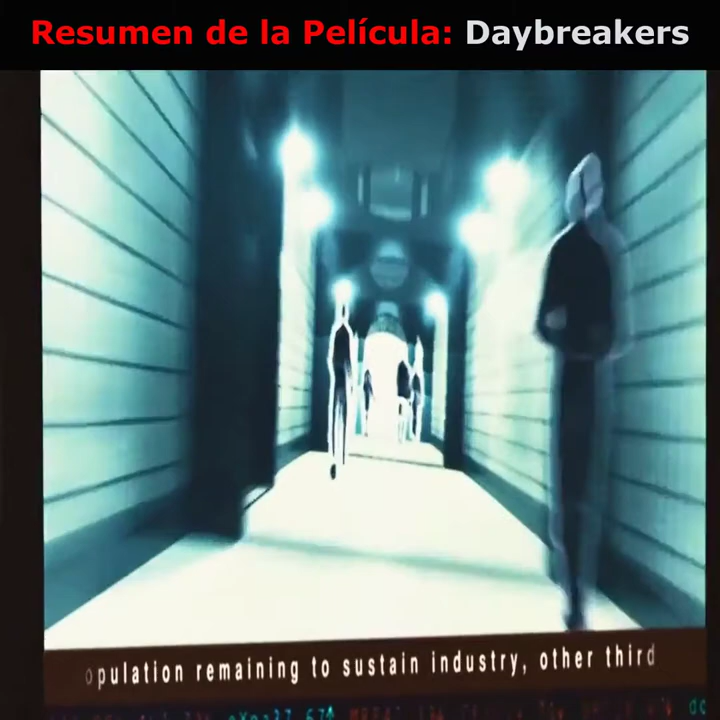 Resumen de la Película: Daybreakers
opulation remaining to sustain industry, other third